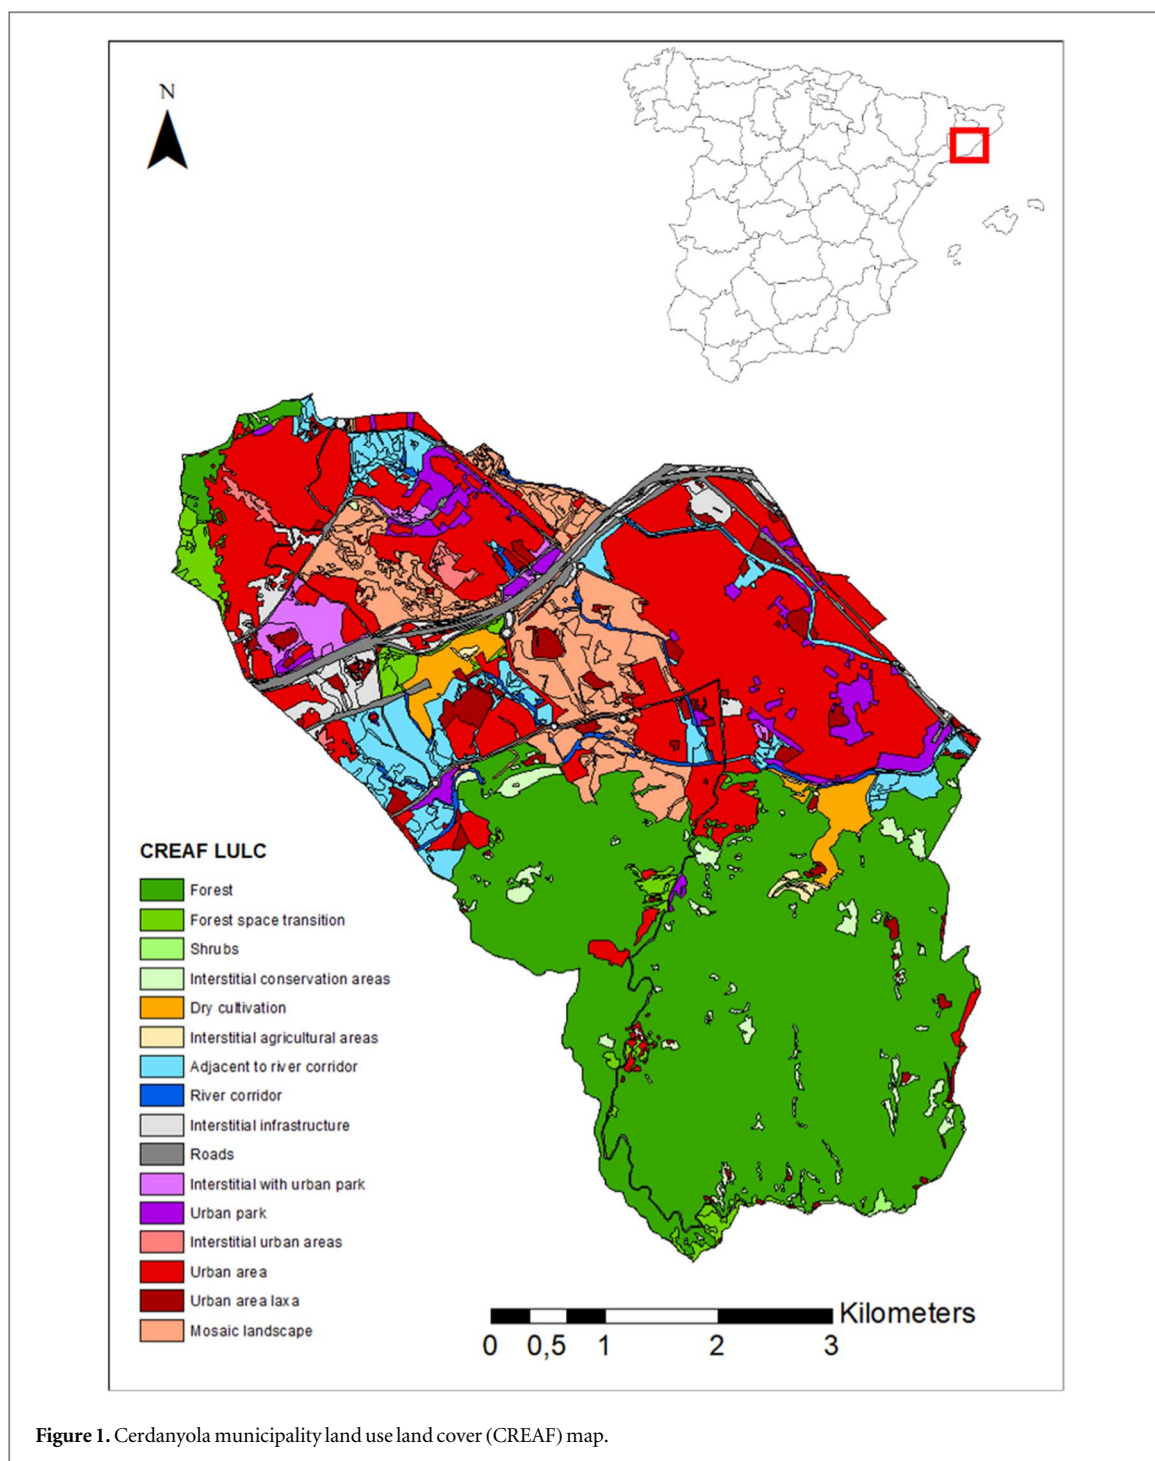 N
CREAF LULC
Forest
Forest space transition
Shrubs
Interstitial conservation areas
Dry cultivation
Interstitial agricultural areas
Adjacent to river corridor
River corridor
Interstitial infrastructure
Roads
Interstitial with urban park
Urban park
Interstitial urban areas
Urban area
Urban area laxa
Mosaic landscape
Kilometers
0 0,5 1 2 3
Figure 1. Cerdanyola municipality land use land cover (CREAF) map.